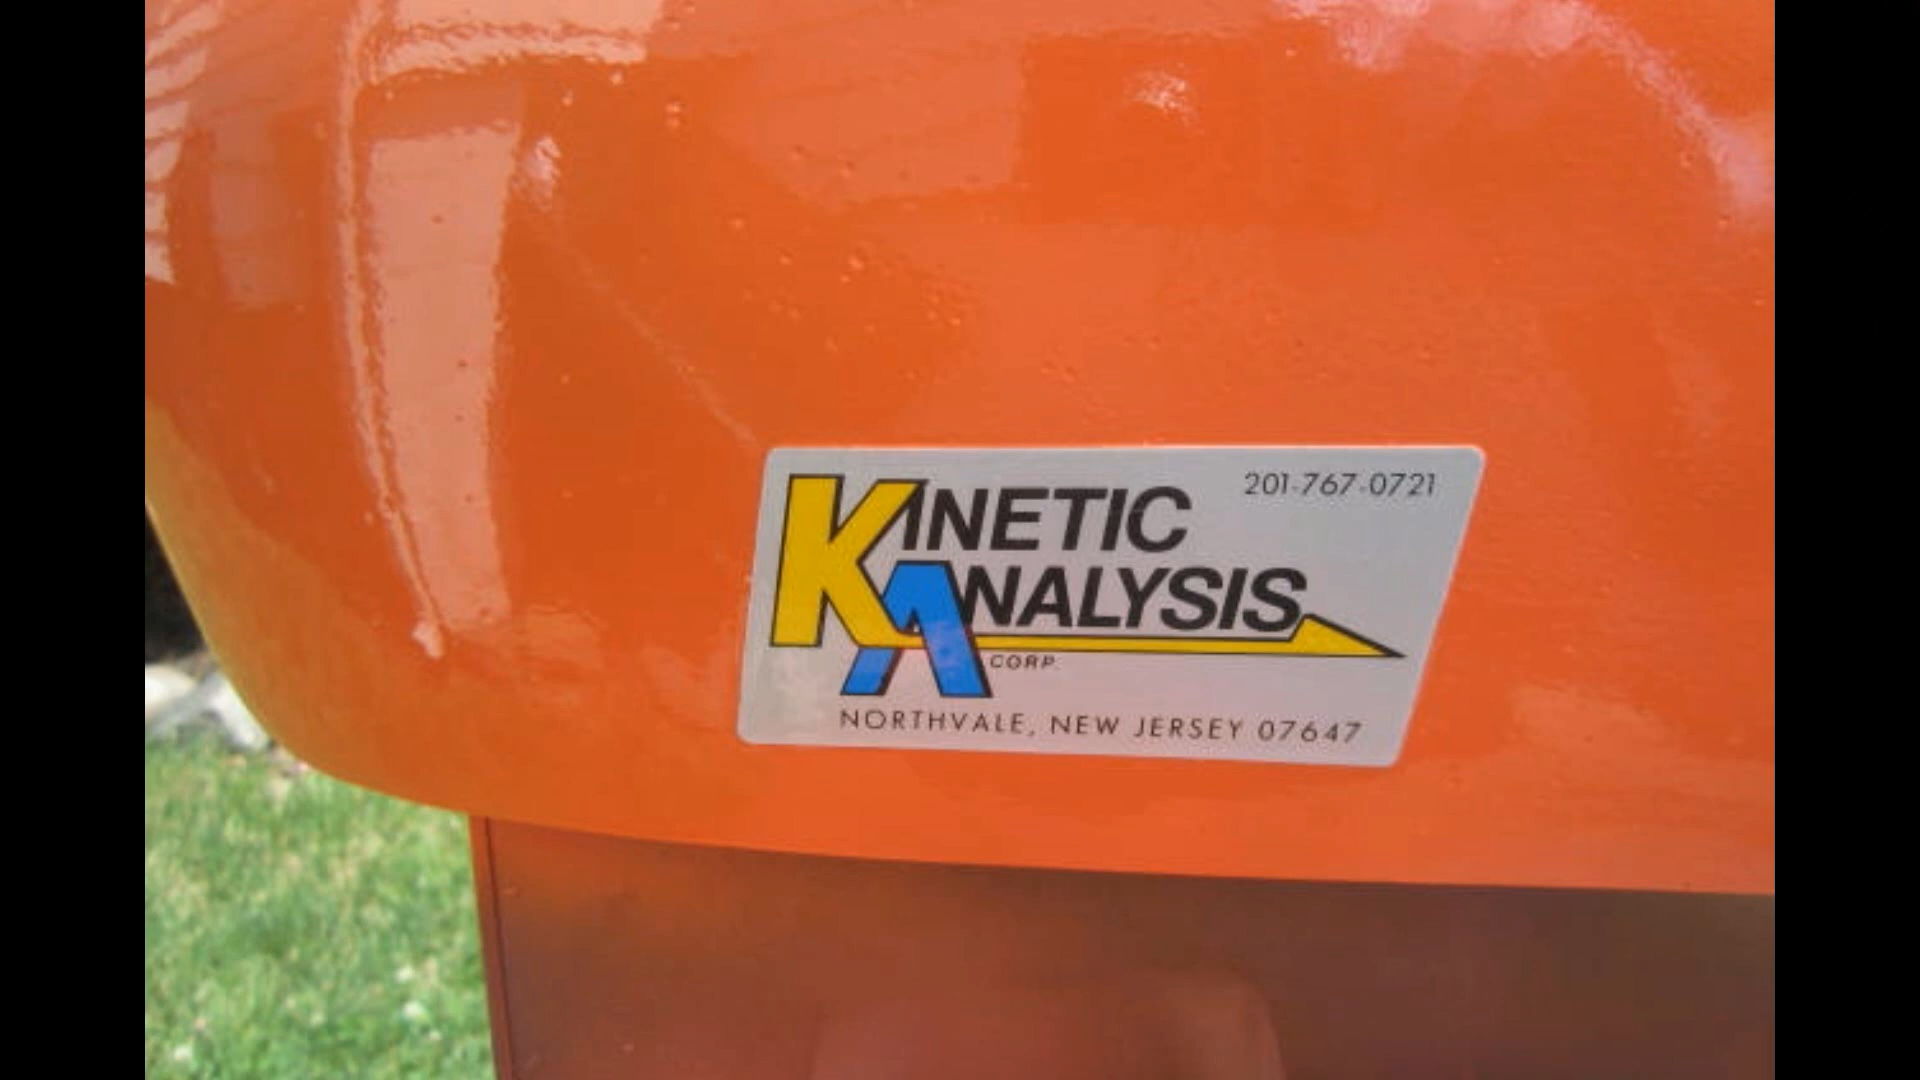 201-767-0721
KINETIC
ANALYSIS
CORP.
NORTHVALE, NEW JERSEY 07647